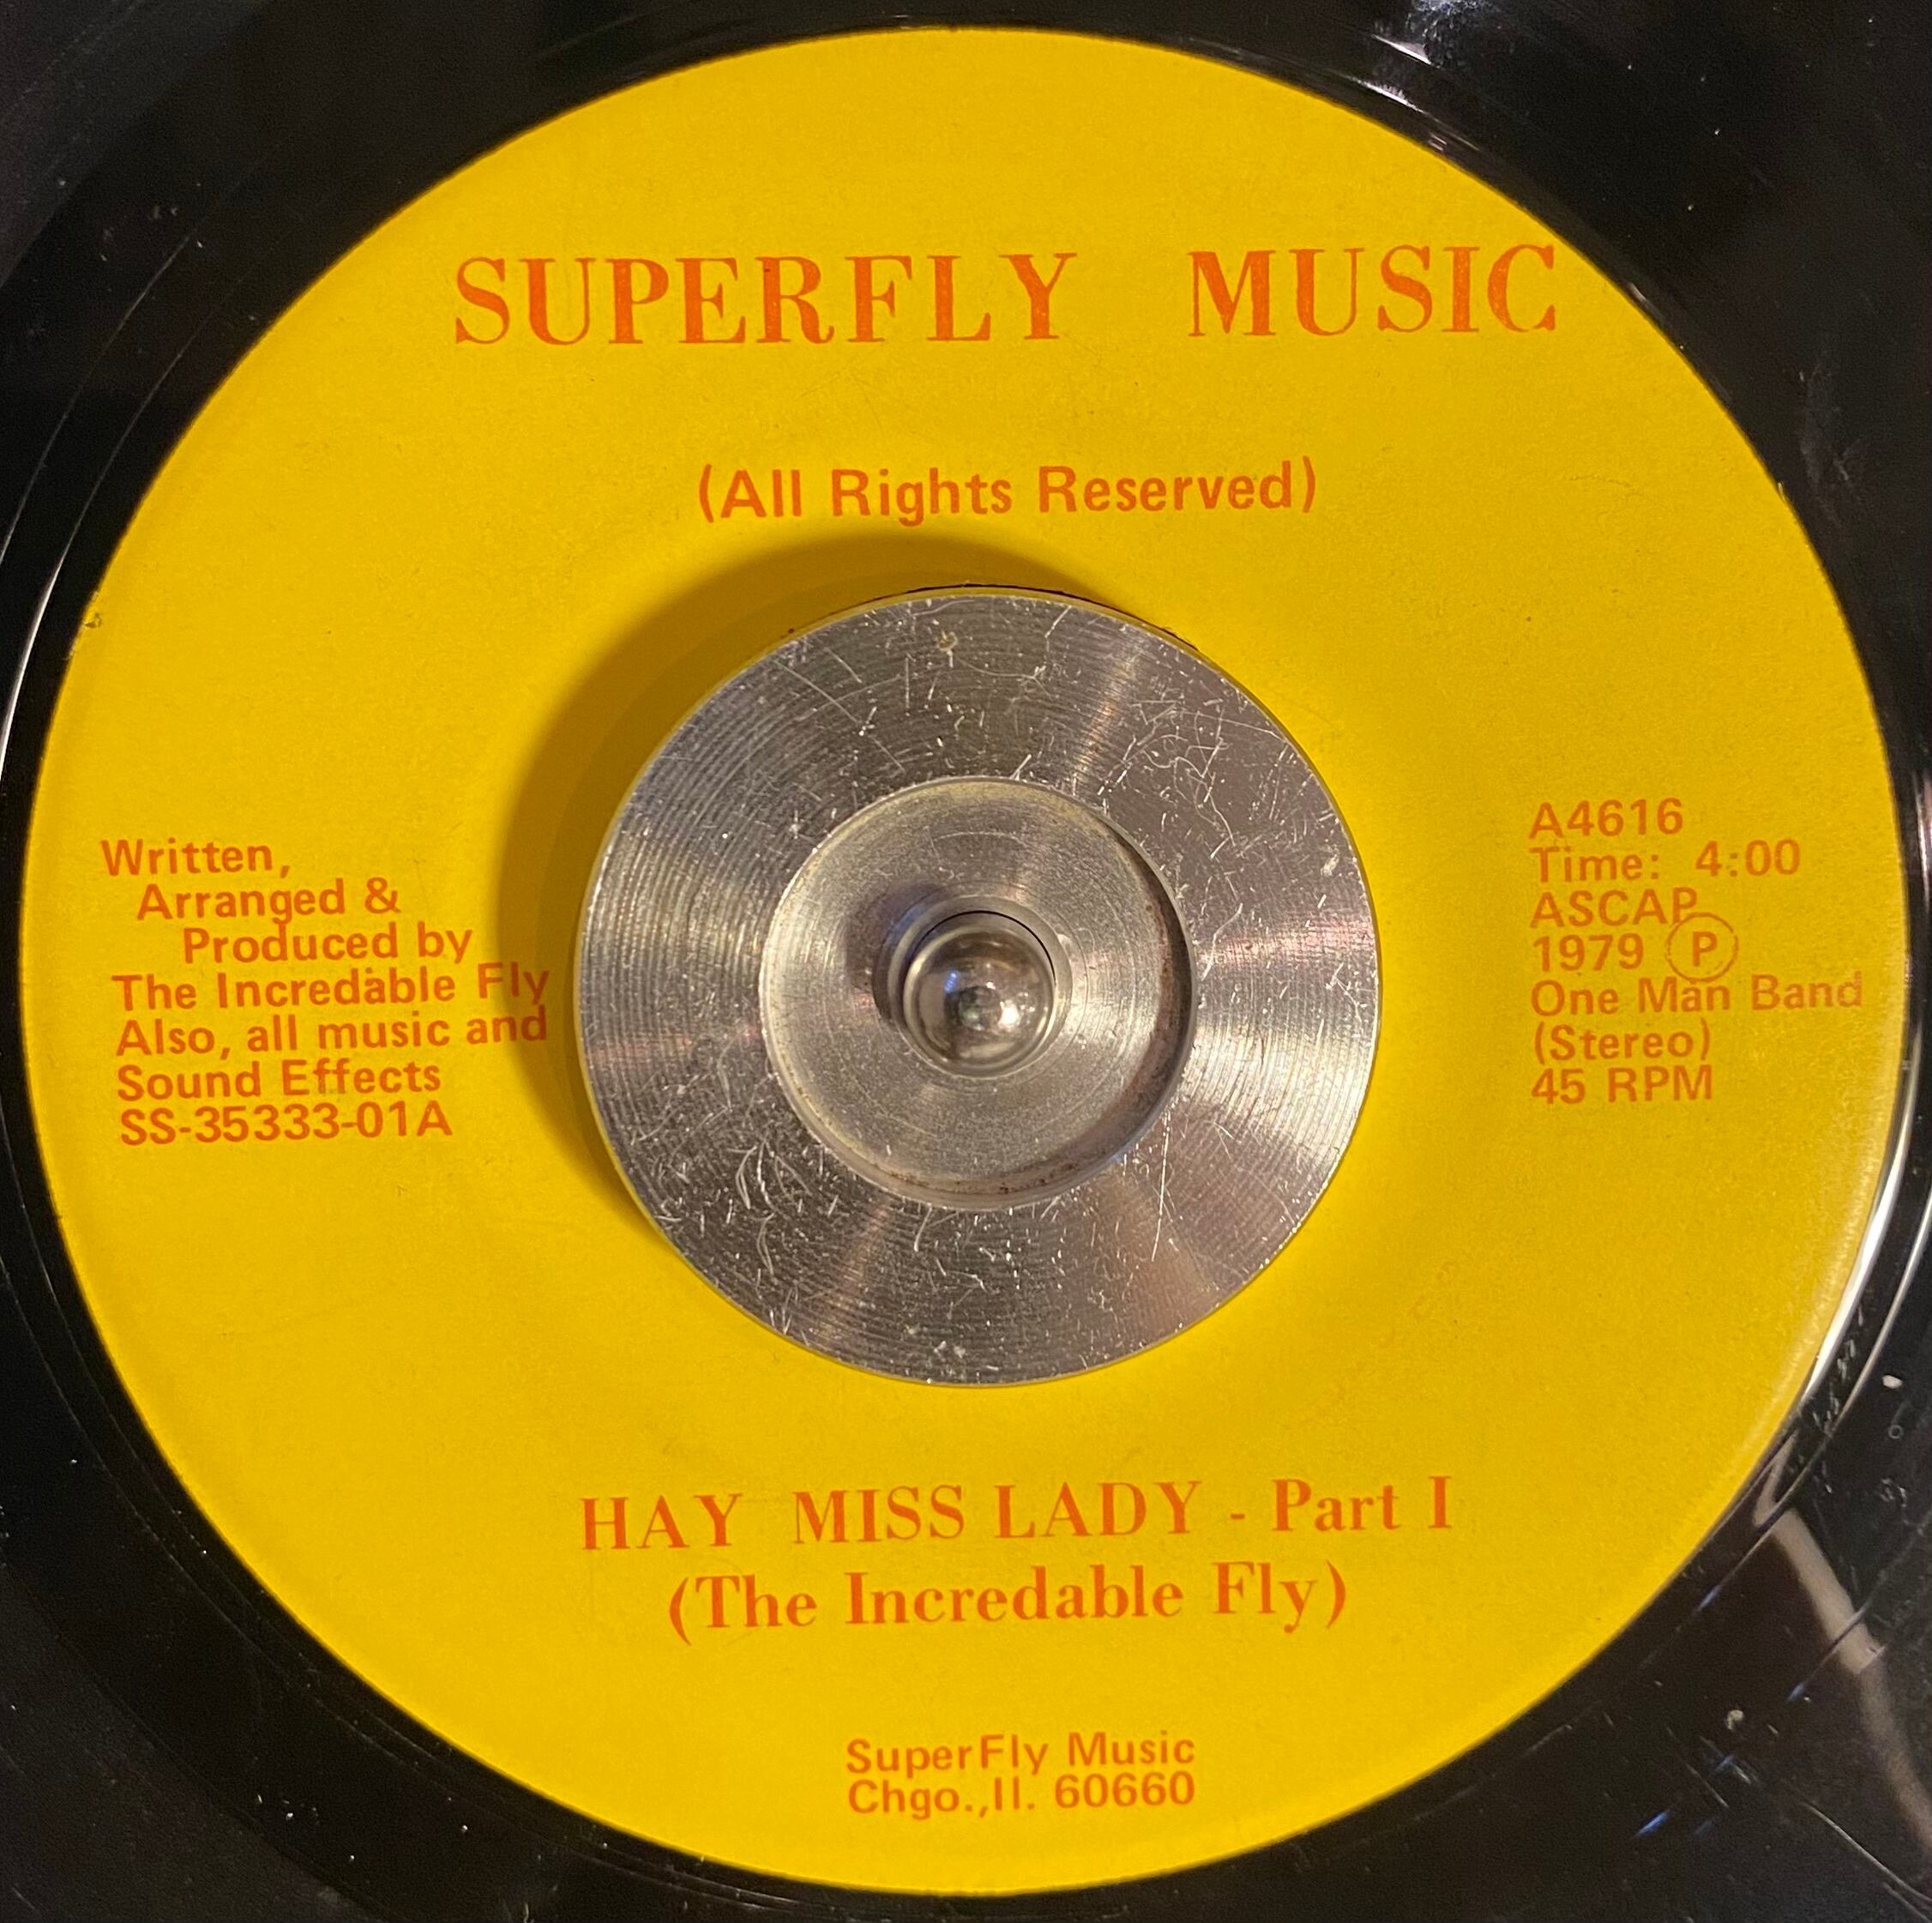 SUPERFLY MUSIC
(All Rights Reserved)
Written,
Arranged &
Produced by
The Incredable Fly
Also, all music and
Sound Effects
SS-35333-01A
A4616
Time: 4:00
ASCAP
1979 Ⓟ
One Man Band
(Stereo)
45 RPM
HAY MISS LADY - Part I
(The Incredable Fly)
SuperFly Music
Chgo.,Il. 60660